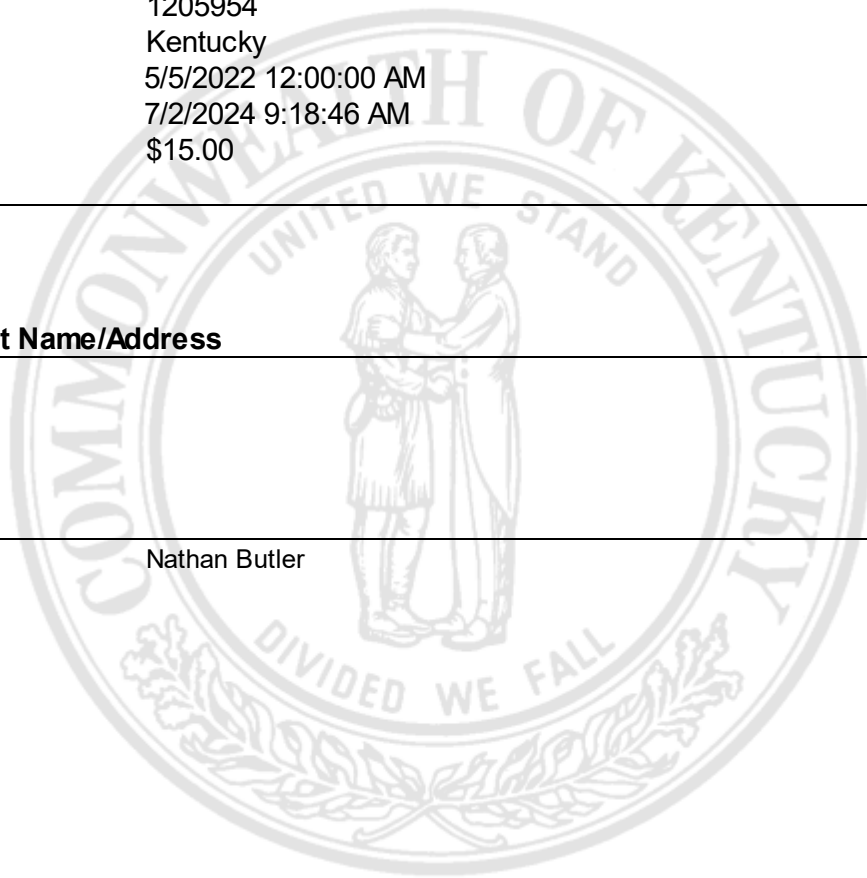 1205954
Kentucky
5/5/2022 12:00:00 AM
7/2/2024 9:18:46 AM
$15.00
t Name/Address
Nathan Butler
COMMONWEALTH OF KENTUCKY
UNITED WE STAND
DIVIDED WE FALL